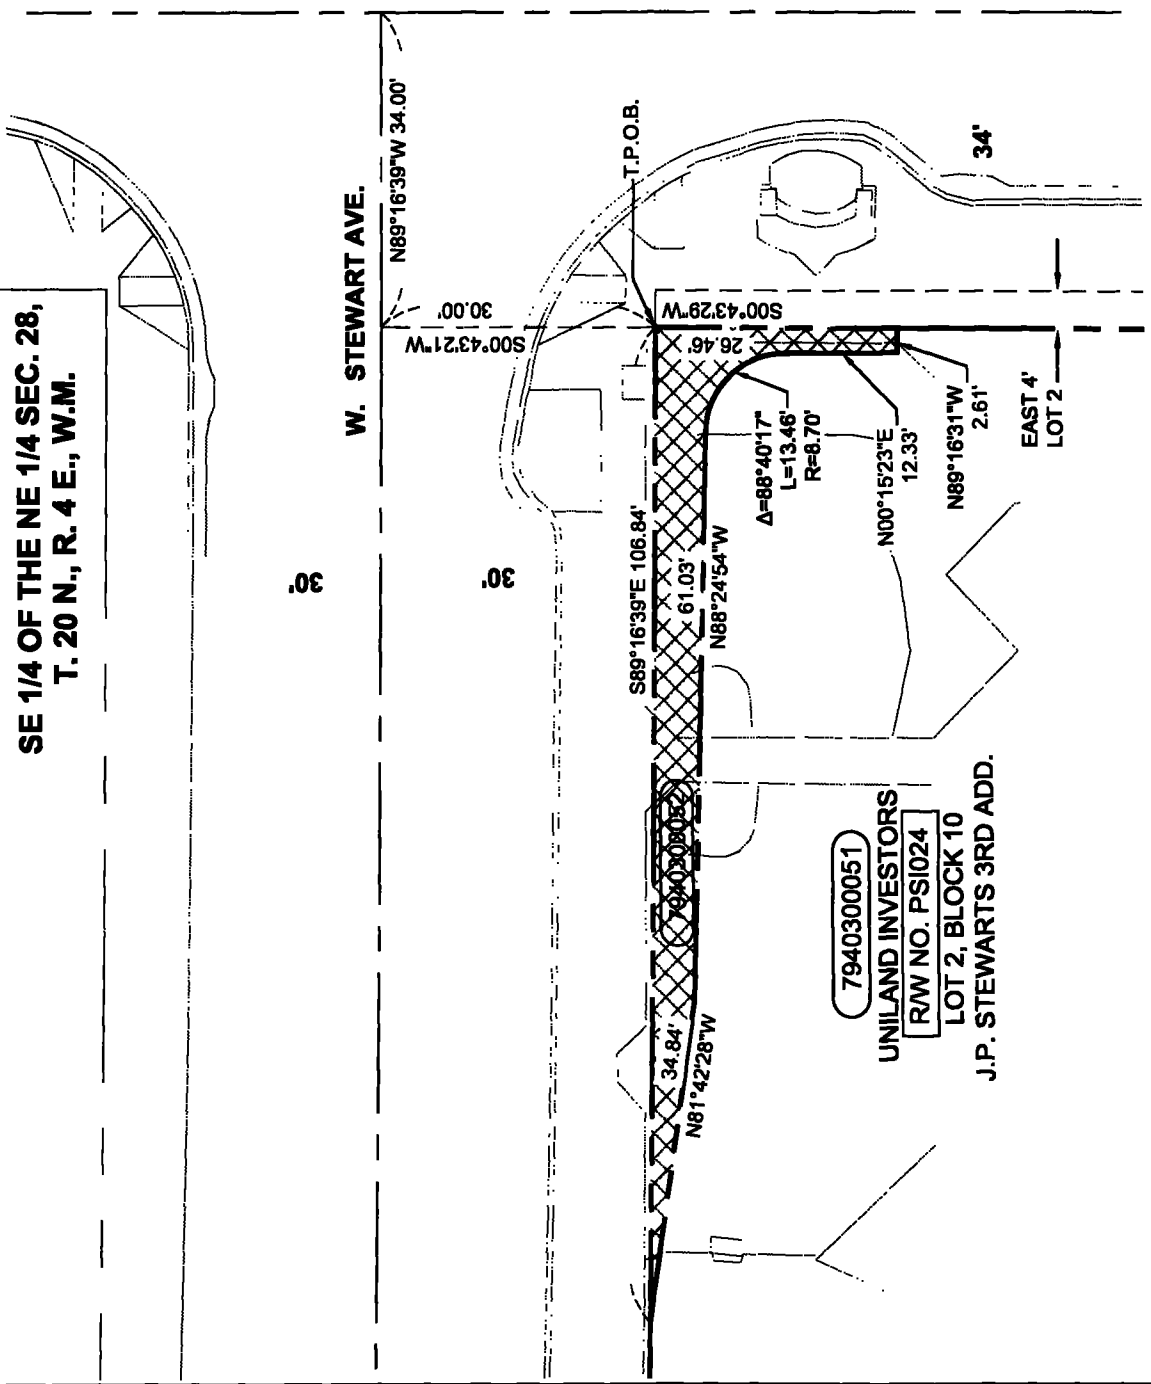 SE 1/4 OF THE NE 1/4 SEC. 28,
T. 20 N., R. 4 E., W.M.
W. STEWART AVE.
N89°16'39"W 34.00'
30.00'
S00°43'21"W
T.P.O.B.
34'
30'
30'
S00°43'29"W
26.46'
S89°16'39"E 106.84'
61.03'
N88°24'54"W
Δ=88°40'17"
L=13.46'
R=8.70'
N00°15'23"E
12.33'
N89°16'31"W
2.61'
EAST 4'
LOT 2
7940300052
34.84'
N81°42'28"W
7940300051
UNILAND INVESTORS
R/W NO. PSI024
LOT 2, BLOCK 10
J.P. STEWARTS 3RD ADD.